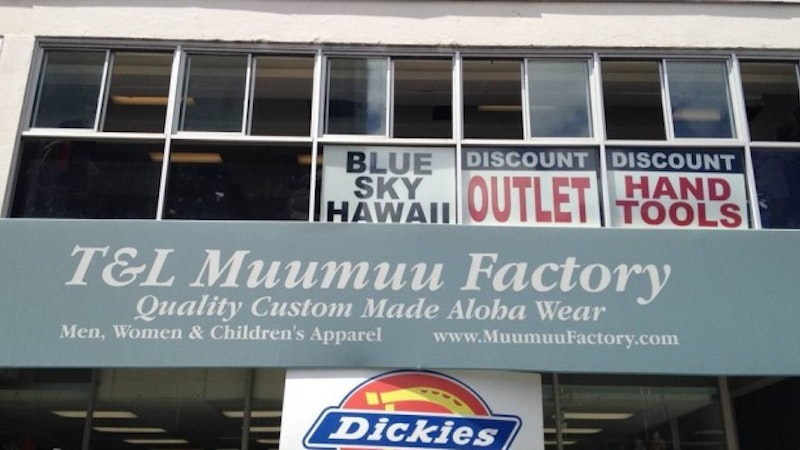 BLUE
SKY
HAWAII
DISCOUNT
OUTLET
DISCOUNT
HAND
TOOLS
T&L Muumuu Factory
Quality Custom Made Aloha Wear
Men, Women & Children's Apparel www.MuumuuFactory.com
Dickies